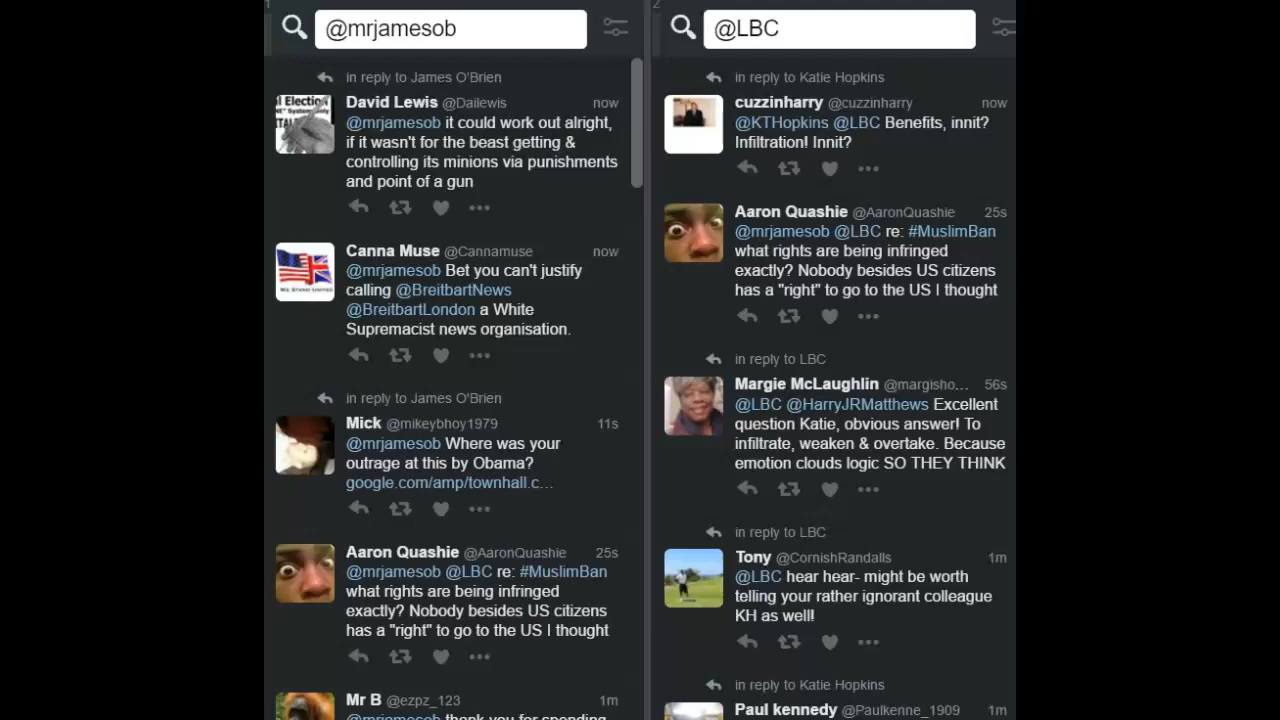 1
@mrjamesob
in reply to James O'Brien
David Lewis @Dailewis now
@mrjamesob it could work out alright,
if it wasn't for the beast getting &
controlling its minions via punishments
and point of a gun
Canna Muse @Cannamuse now
@mrjamesob Bet you can't justify
calling @BreitbartNews
@BreitbartLondon a White
Supremacist news organisation.
in reply to James O'Brien
Mick @mikeybhoy1979 11s
@mrjamesob Where was your
outrage at this by Obama?
google.com/amp/townhall.c…
Aaron Quashie @AaronQuashie 25s
@mrjamesob @LBC re: #MuslimBan
what rights are being infringed
exactly? Nobody besides US citizens
has a "right" to go to the US I thought
Mr B @ezpz_123 1m
@mrjamesob thank you for spending
2
@LBC
in reply to Katie Hopkins
cuzzinharry @cuzzinharry now
@KTHopkins @LBC Benefits, innit?
Infiltration! Innit?
Aaron Quashie @AaronQuashie 25s
@mrjamesob @LBC re: #MuslimBan
what rights are being infringed
exactly? Nobody besides US citizens
has a "right" to go to the US I thought
in reply to LBC
Margie McLaughlin @margisho... 56s
@LBC @HarryJRMatthews Excellent
question Katie, obvious answer! To
infiltrate, weaken & overtake. Because
emotion clouds logic SO THEY THINK
in reply to LBC
Tony @CornishRandalls 1m
@LBC hear hear- might be worth
telling your rather ignorant colleague
KH as well!
in reply to Katie Hopkins
Paul kennedy @Paulkenne_1909 1m